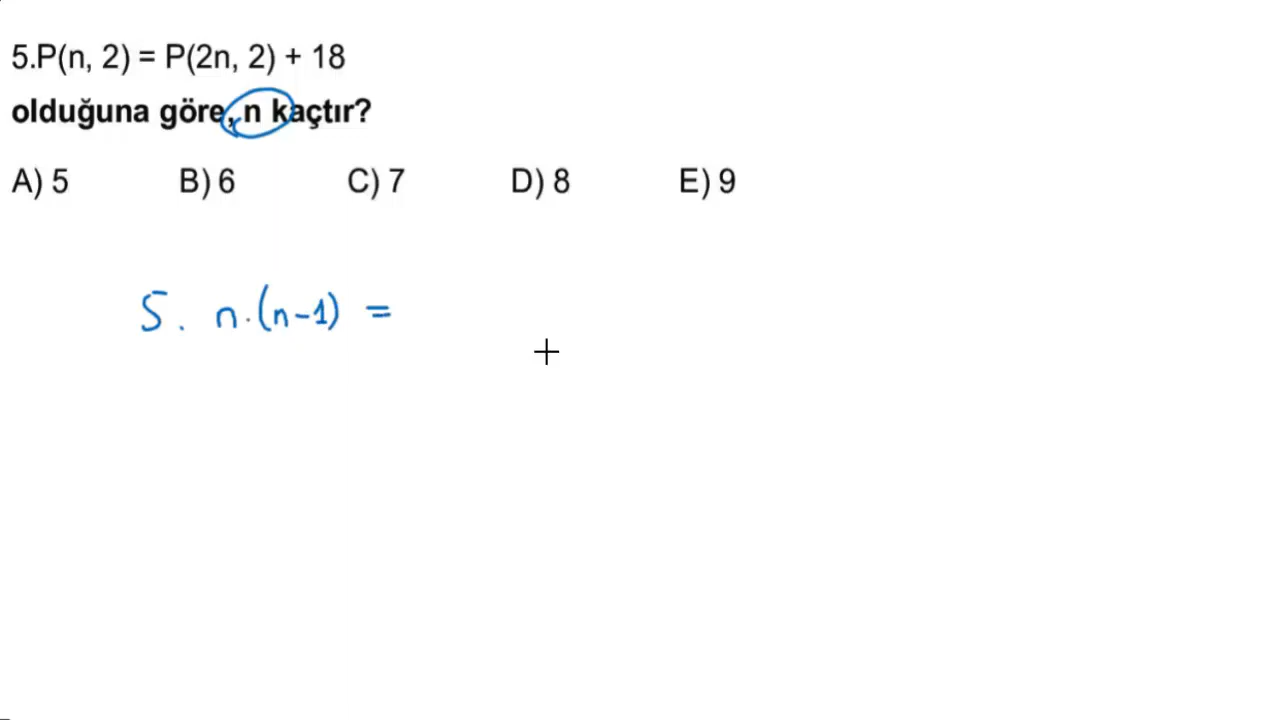 5.P(n, 2) = P(2n, 2) + 18
olduğuna göre, n kaçtır?
A) 5 B) 6 C) 7 D) 8 E) 9
5. n.(n-1) =